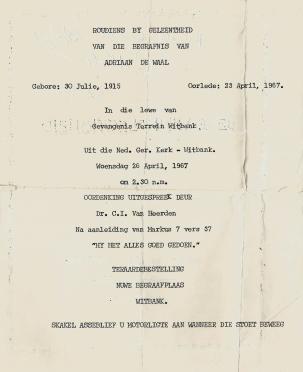 ROUDIENS BY GELEENTHEID
VAN DIE BEGRAFNIS VAN
ADRIAAN DE WAAL
Gebore: 30 Julie, 1915 Oorlede: 23 April, 1967.
In die lewe van
Gevangenis Terrein Witbank
Uit die Ned. Ger. Kerk - Witbank.
Woensdag 26 April, 1967
om 2.30 n.m.
OORDENKING UITGESPREEK DEUR
Dr. C.I. Van Heerden
Na aanleiding van Markus 7 vers 37
"HY HET ALLES GOED GEDOEN."
TERAARDEBESTELLING
NUWE BEGRAAFPLAAS
WITBANK.
SKAKEL ASSEBLIEF U MOTORLIGTE AAN WANNEER DIE STOET BEWEEG